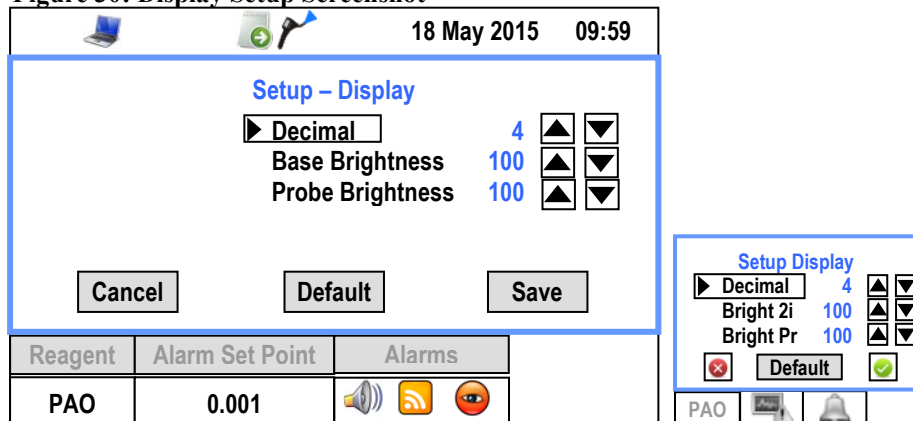 Figure 30: Display Setup Screenshot
18 May 2015 09:59
Setup – Display
Decimal 4
Base Brightness 100
Probe Brightness 100
Cancel Default Save
Reagent Alarm Set Point Alarms
PAO 0.001
Setup Display
Decimal 4
Bright 2i 100
Bright Pr 100
Default
PAO